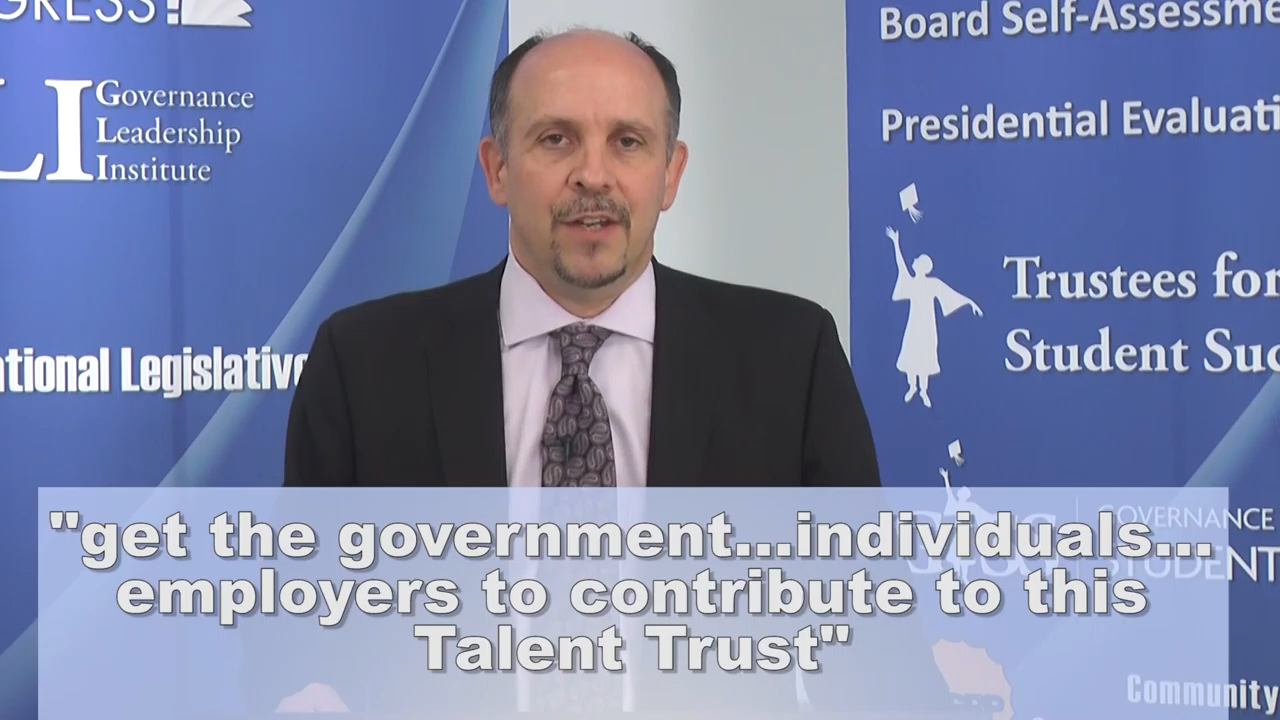 GRESS!
LI
Governance
Leadership
Institute
ational Legislative
Board Self-Assessme
Presidential Evaluati
Trustees for
Student Suc
GOVERNANCE
STUDENT
Community
"get the government...individuals...
employers to contribute to this
Talent Trust"